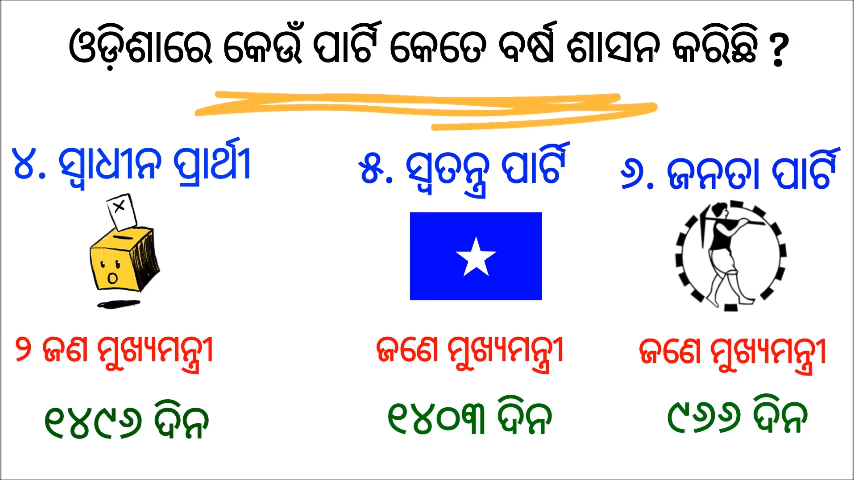 ଓଡ଼ିଶାରେ କେଉଁ ପାର୍ଟି କେତେ ବର୍ଷ ଶାସନ କରିଛି ?
୪. ସ୍ୱାଧୀନ ପ୍ରାର୍ଥୀ
୨ ଜଣ ମୁଖ୍ୟମନ୍ତ୍ରୀ
୧୪୯୬ ଦିନ
୫. ସ୍ୱତନ୍ତ୍ର ପାର୍ଟି
ଜଣେ ମୁଖ୍ୟମନ୍ତ୍ରୀ
୧୪୦୩ ଦିନ
୬. ଜନତା ପାର୍ଟି
ଜଣେ ମୁଖ୍ୟମନ୍ତ୍ରୀ
୯୬୬ ଦିନ